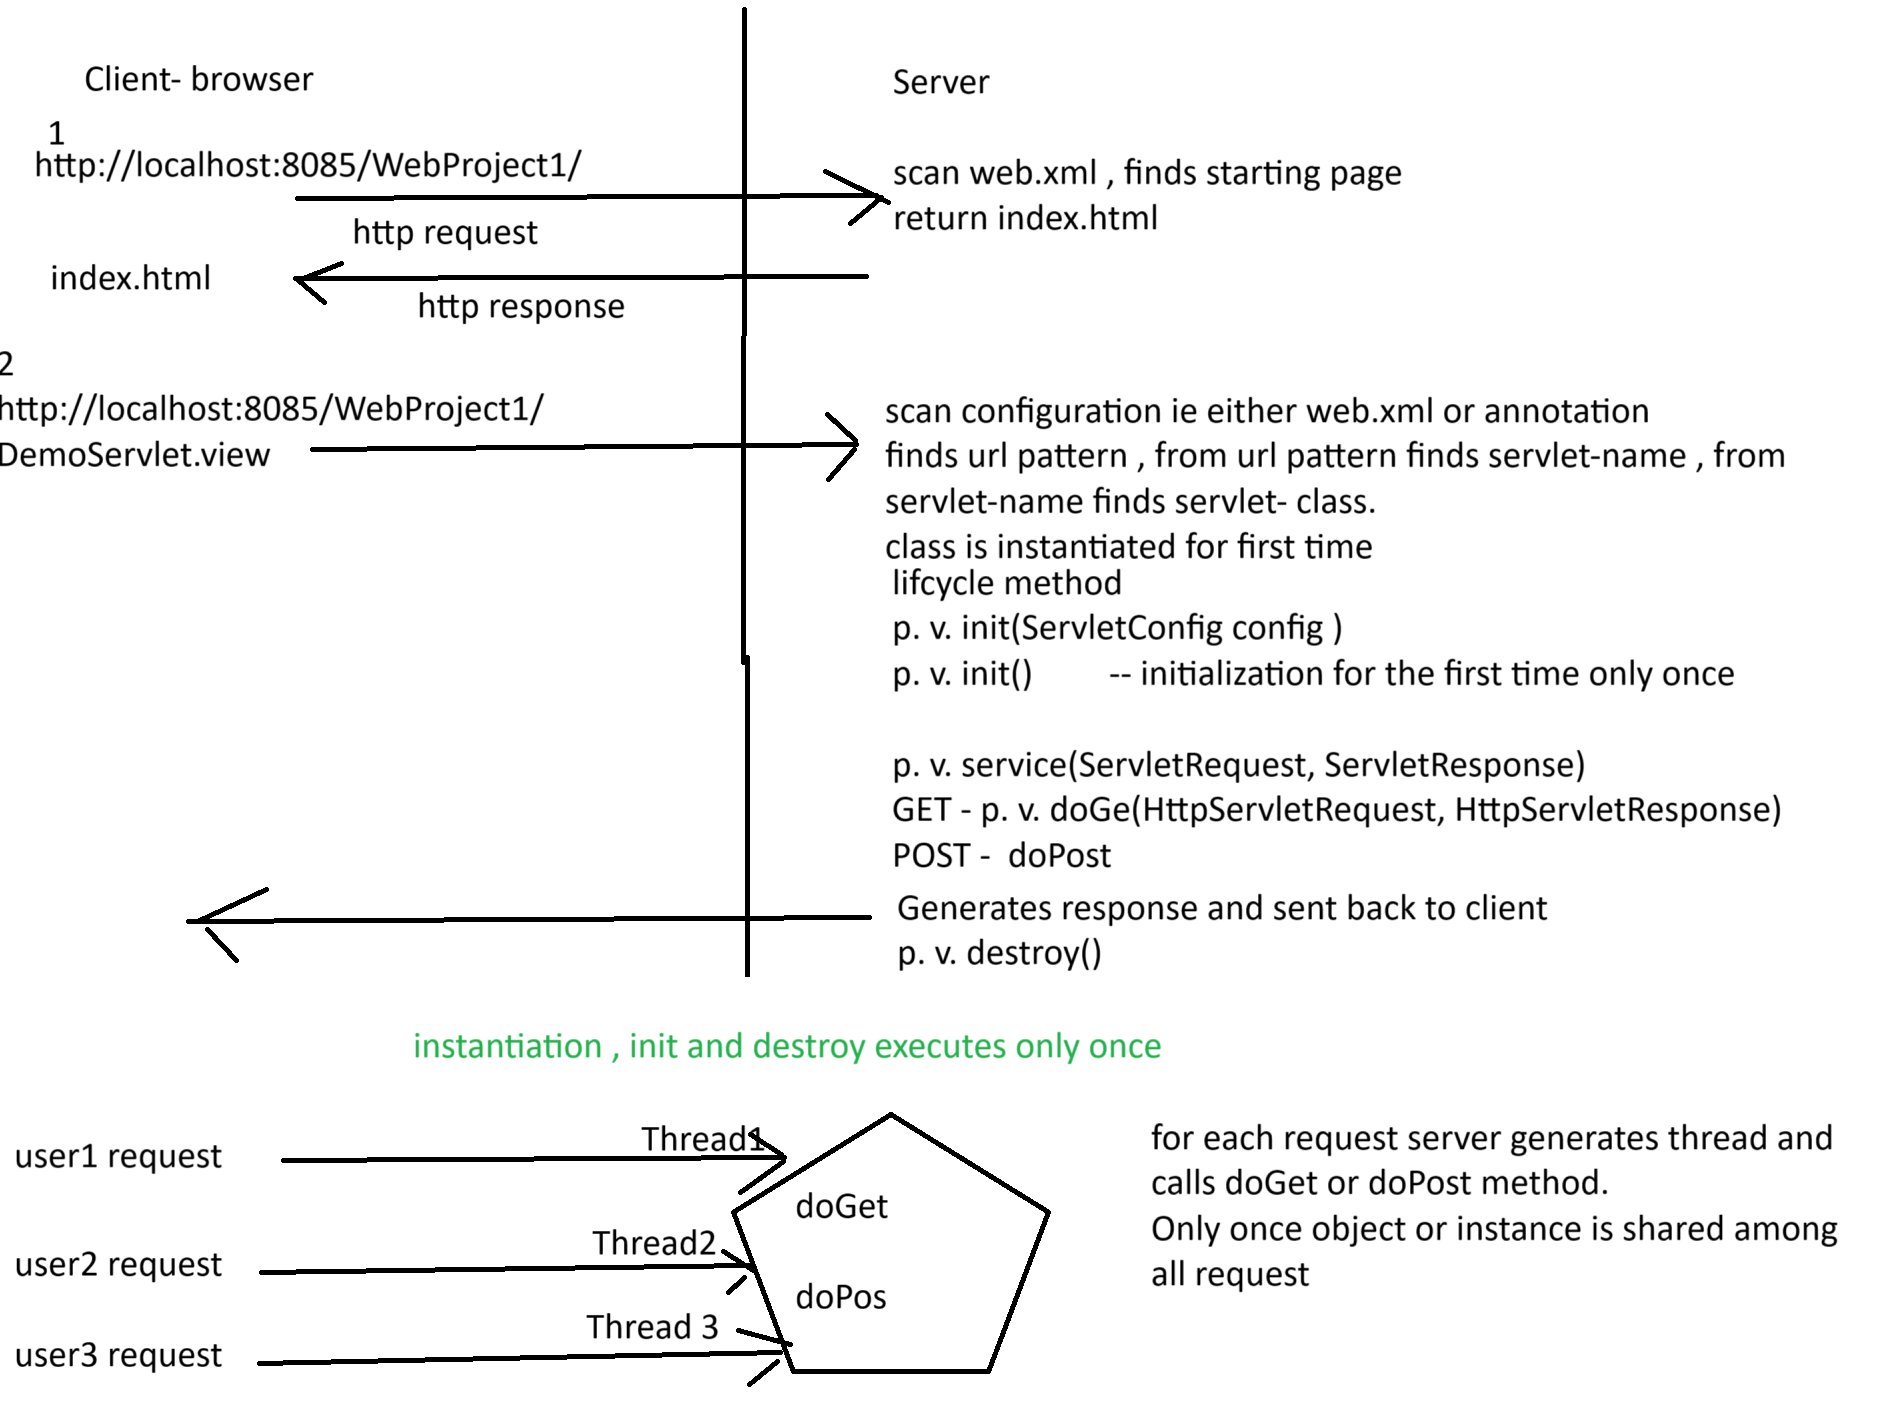 Client- browser
Server
1
http://localhost:8085/WebProject1/
scan web.xml , finds starting page
return index.html
http request
index.html
http response
2
http://localhost:8085/WebProject1/
DemoServlet.view
scan configuration ie either web.xml or annotation
finds url pattern , from url pattern finds servlet-name , from
servlet-name finds servlet- class.
class is instantiated for first time
lifcycle method
p. v. init(ServletConfig config )
p. v. init() -- initialization for the first time only once
p. v. service(ServletRequest, ServletResponse)
GET - p. v. doGe(HttpServletRequest, HttpServletResponse)
POST - doPost
Generates response and sent back to client
p. v. destroy()
instantiation , init and destroy executes only once
user1 request
Thread1
user2 request
Thread2
user3 request
Thread 3
doGet
doPos
for each request server generates thread and
calls doGet or doPost method.
Only once object or instance is shared among
all request